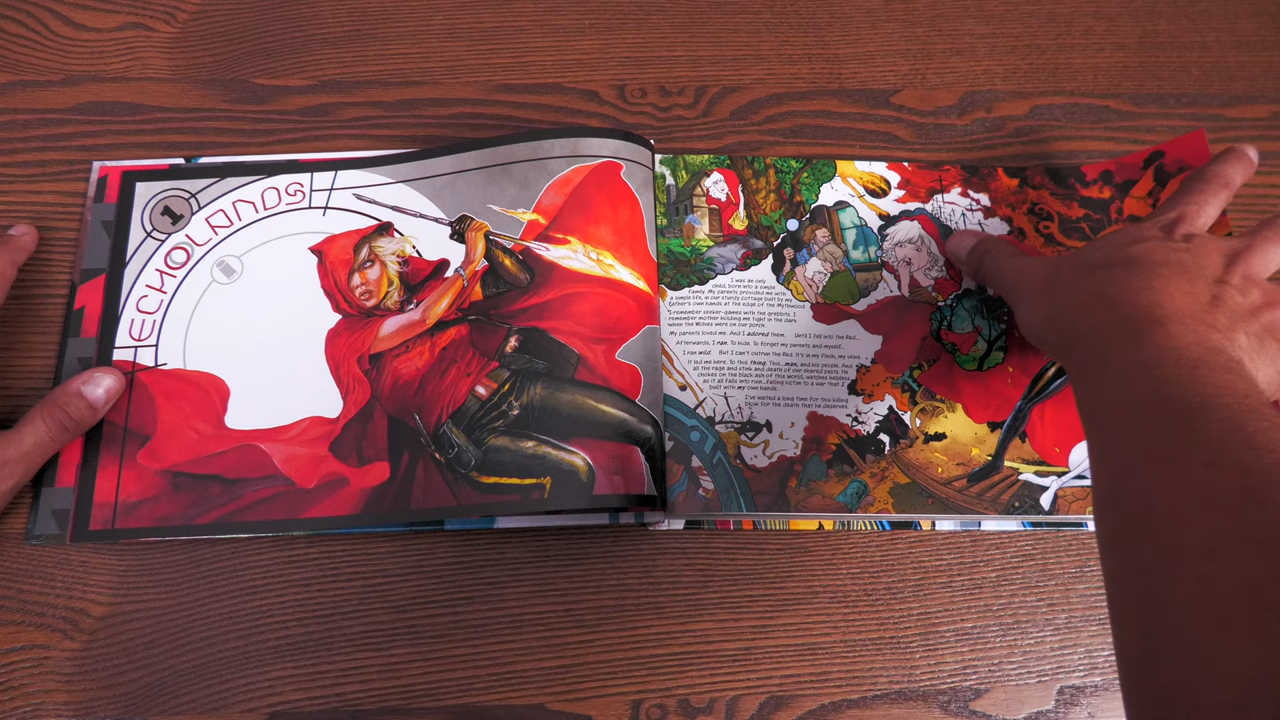 1
ECHOLANDS
I was an only
child, born into a simple
family. My parents provided me with
a simple life, in our sturdy cottage built by my
Father's own hands at the edge of the Mythwood.
I remember seeker-games with the grebbits. I
remember mother holding me tight in the dark
when the Wolves were on our porch.
My parents loved me. And I adored them. Until I fell into the Red...
Afterwards, I ran. To hide. To forget my parents and myself...
I ran wild. But I can't outrun the Red. It's in my flesh, my veins.
It led me here. To this thing. This...man, and his people. And
all the rage and stink and death of our shared pasts. He
chokes on the black ash of this world, watches helpless
as it all falls into ruin...falling victim to a war that I
built with my own hands.
I've waited a long time for this killing
blow. For the death that he deserves.